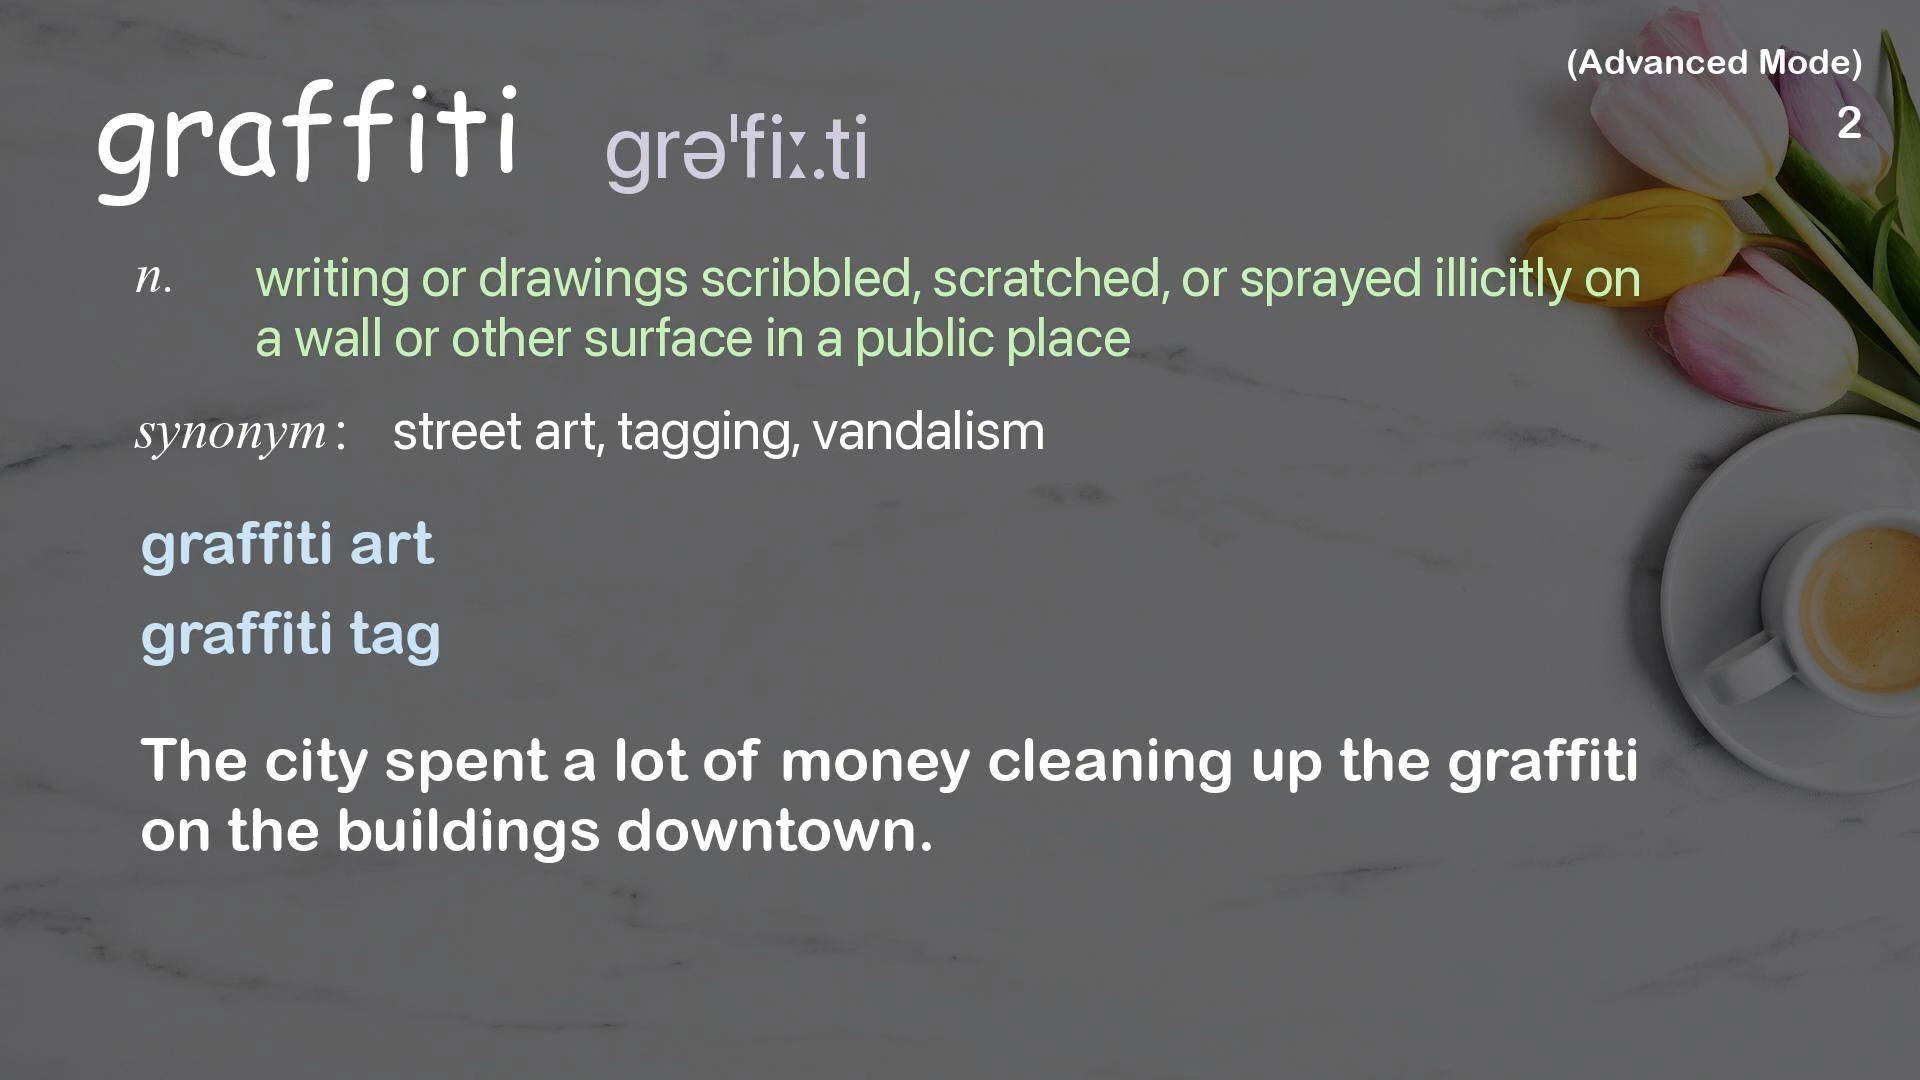 (Advanced Mode)
2
graffiti grəˈfiː.ti
n. writing or drawings scribbled, scratched, or sprayed illicitly on
a wall or other surface in a public place
synonym: street art, tagging, vandalism
graffiti art
graffiti tag
The city spent a lot of money cleaning up the graffiti
on the buildings downtown.